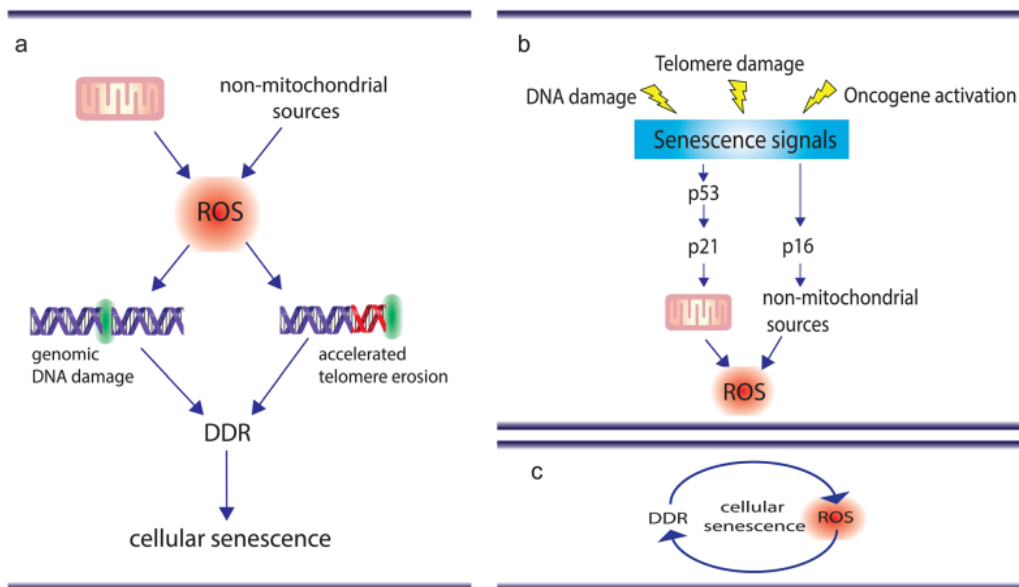 a
non-mitochondrial
sources
ROS
genomic
DNA damage
accelerated
telomere erosion
DDR
cellular senescence
b
Telomere damage
DNA damage
Oncogene activation
Senescence signals
p53
p21
p16
non-mitochondrial
sources
ROS
c
DDR
cellular
senescence
ROS